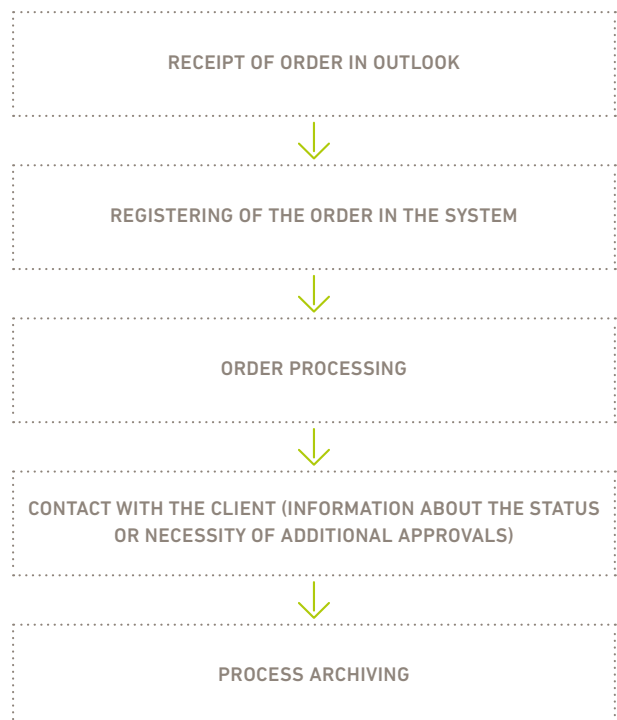 RECEIPT OF ORDER IN OUTLOOK
REGISTERING OF THE ORDER IN THE SYSTEM
ORDER PROCESSING
CONTACT WITH THE CLIENT (INFORMATION ABOUT THE STATUS
OR NECESSITY OF ADDITIONAL APPROVALS)
PROCESS ARCHIVING